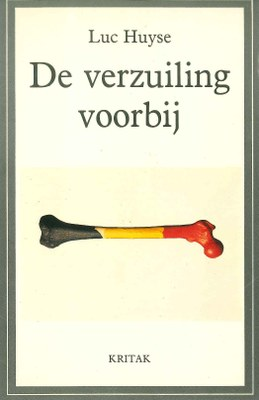 Luc Huyse
De verzuiling
voorbij
KRITAK